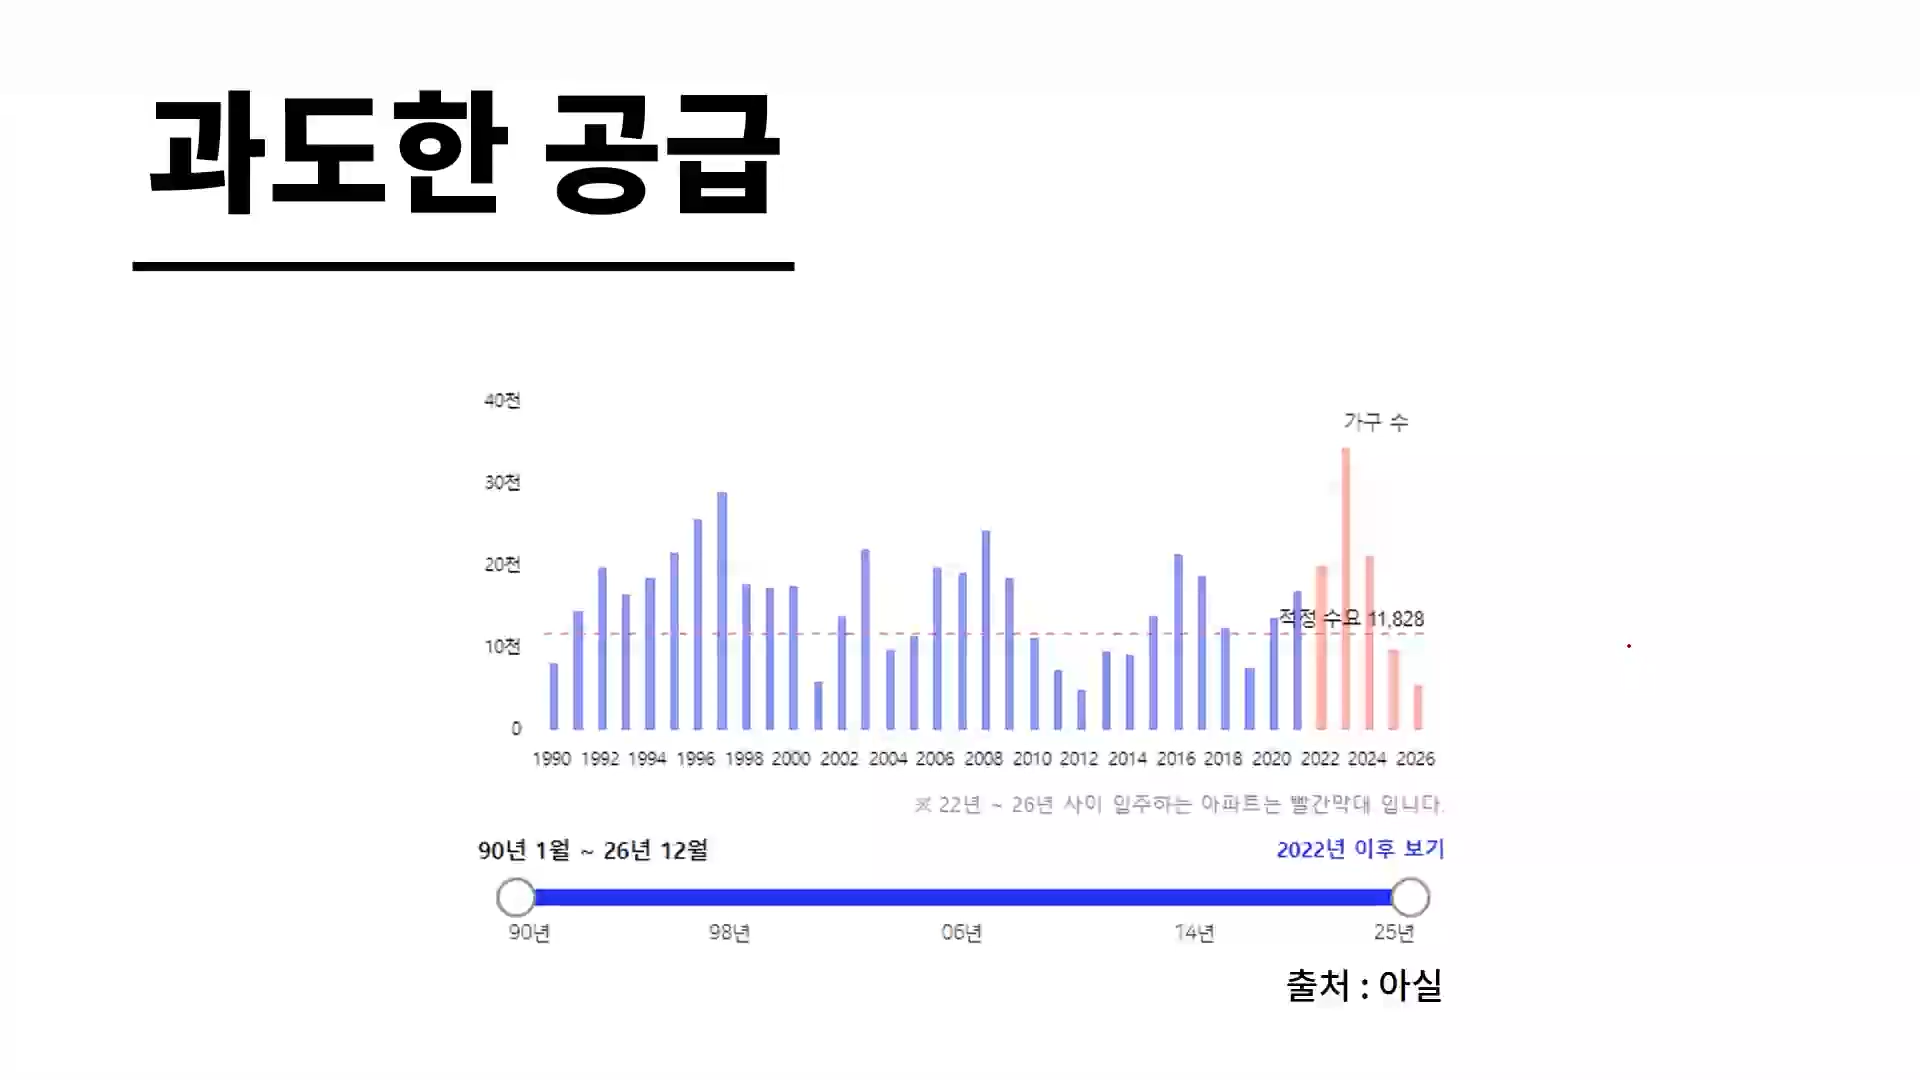 과도한 공급
40천
가구 수
30천
20천
적정 수요 11,828
10천
0
1990 1992 1994 1996 1998 2000 2002 2004 2006 2008 2010 2012 2014 2016 2018 2020 2022 2024 2026
※ 22년 ~ 26년 사이 입주하는 아파트는 빨간막대 입니다.
90년 1월 ~ 26년 12월 2022년 이후 보기
90년 98년 06년 14년 25년
출처 : 아실